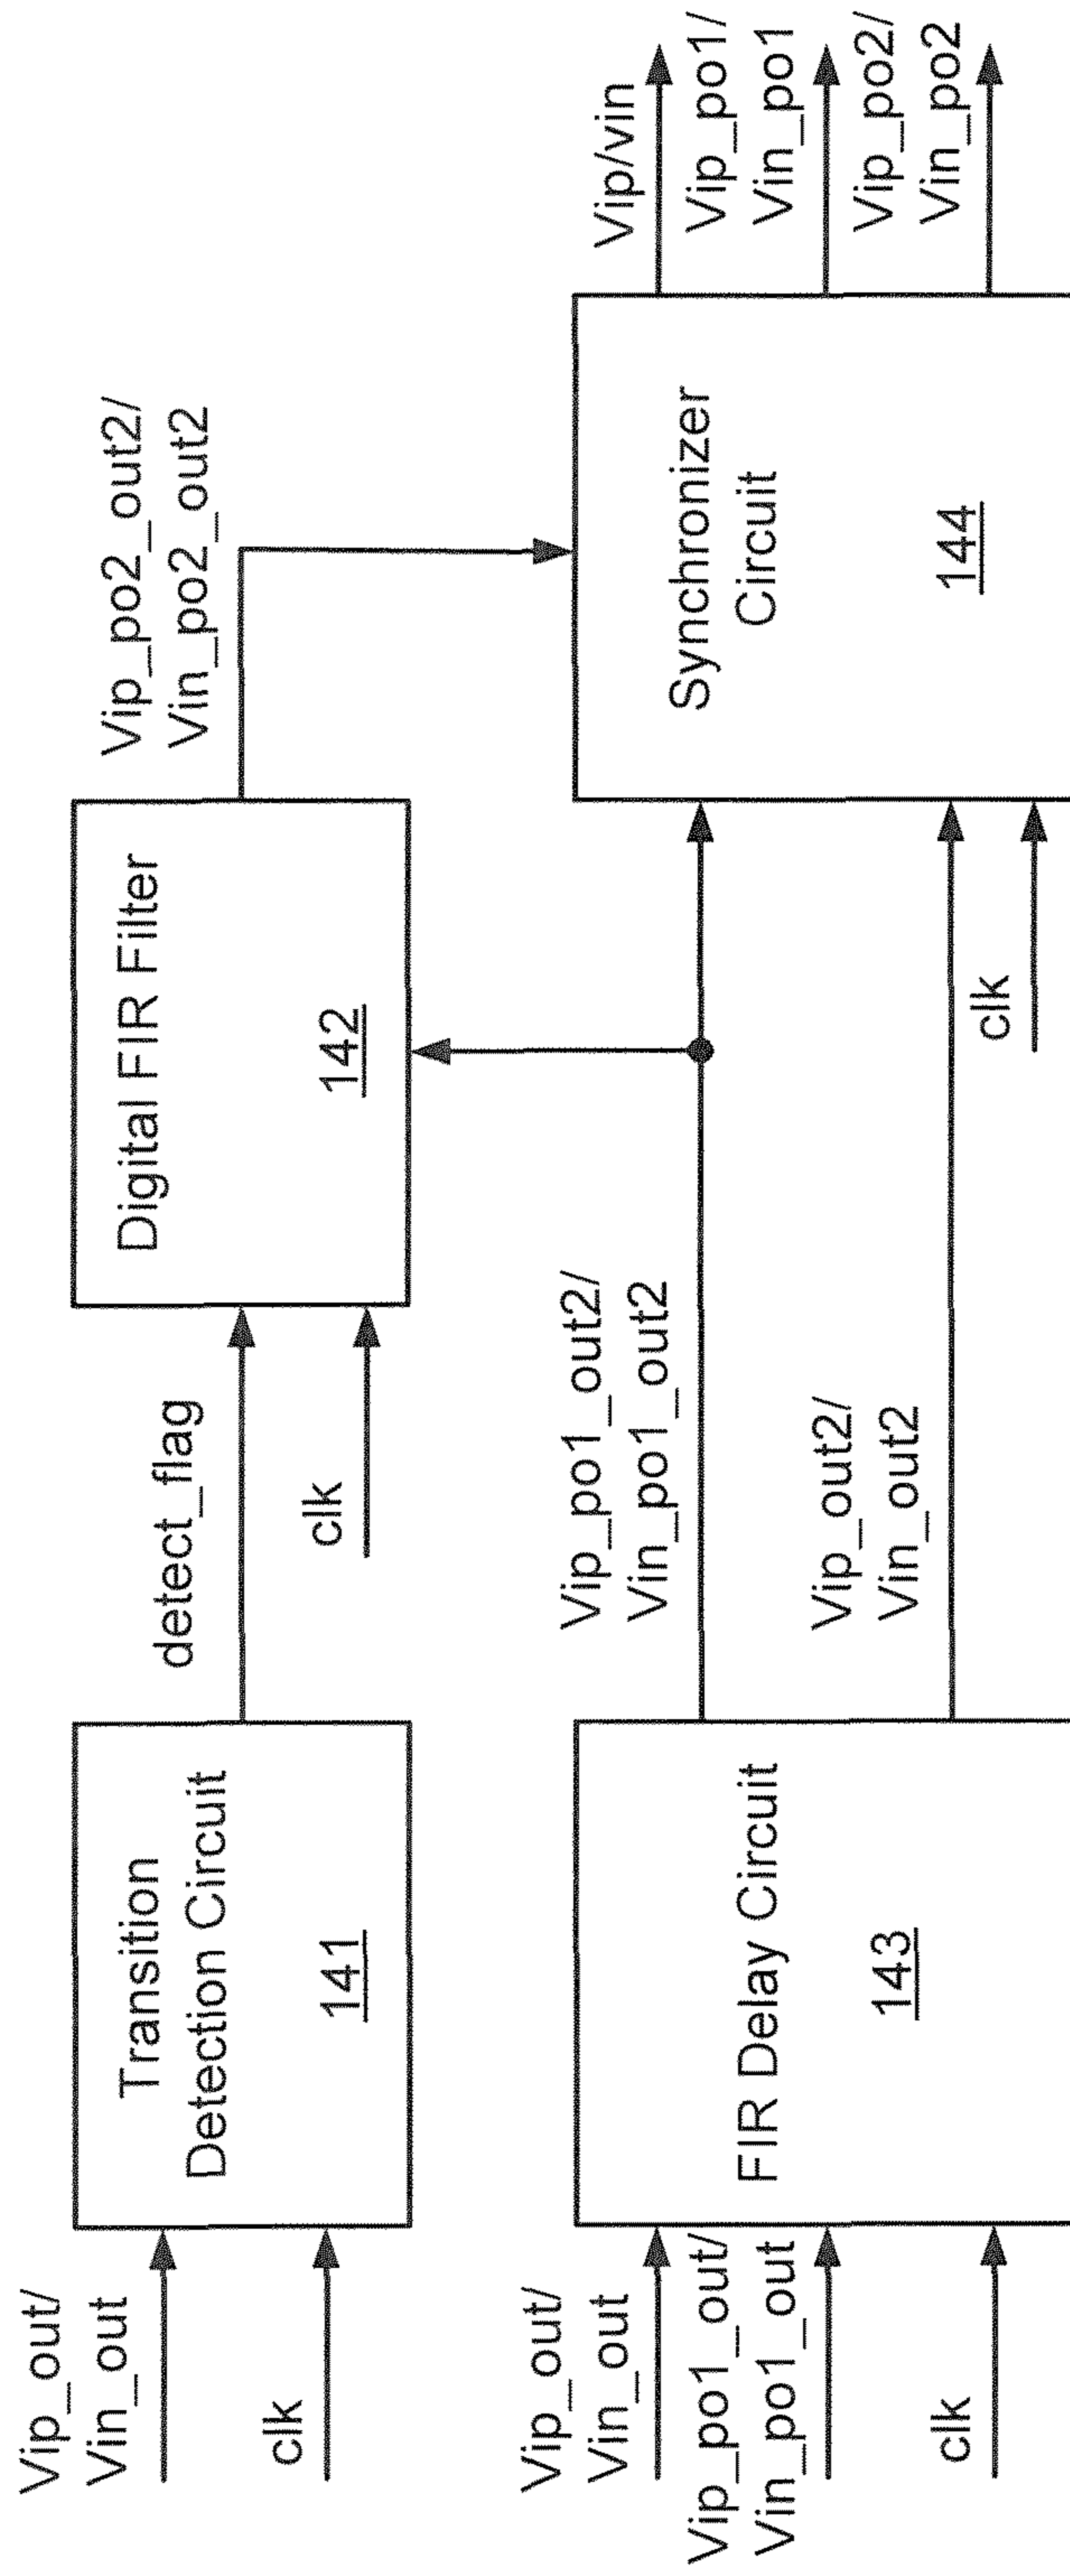 Vip_out/
Vin_out
clk
Transition
Detection Circuit
141
detect_flag
clk
Digital FIR Filter
142
Vip_po2_out2/
Vin_po2_out2
Vip_out/
Vin_out
Vip_po1_out/
Vin_po1_out
clk
FIR Delay Circuit
143
Vip_po1_out2/
Vin_po1_out2
Vip_out2/
Vin_out2
clk
Synchronizer
Circuit
144
Vip/vin
Vip_po1/
Vin_po1
Vip_po2/
Vin_po2